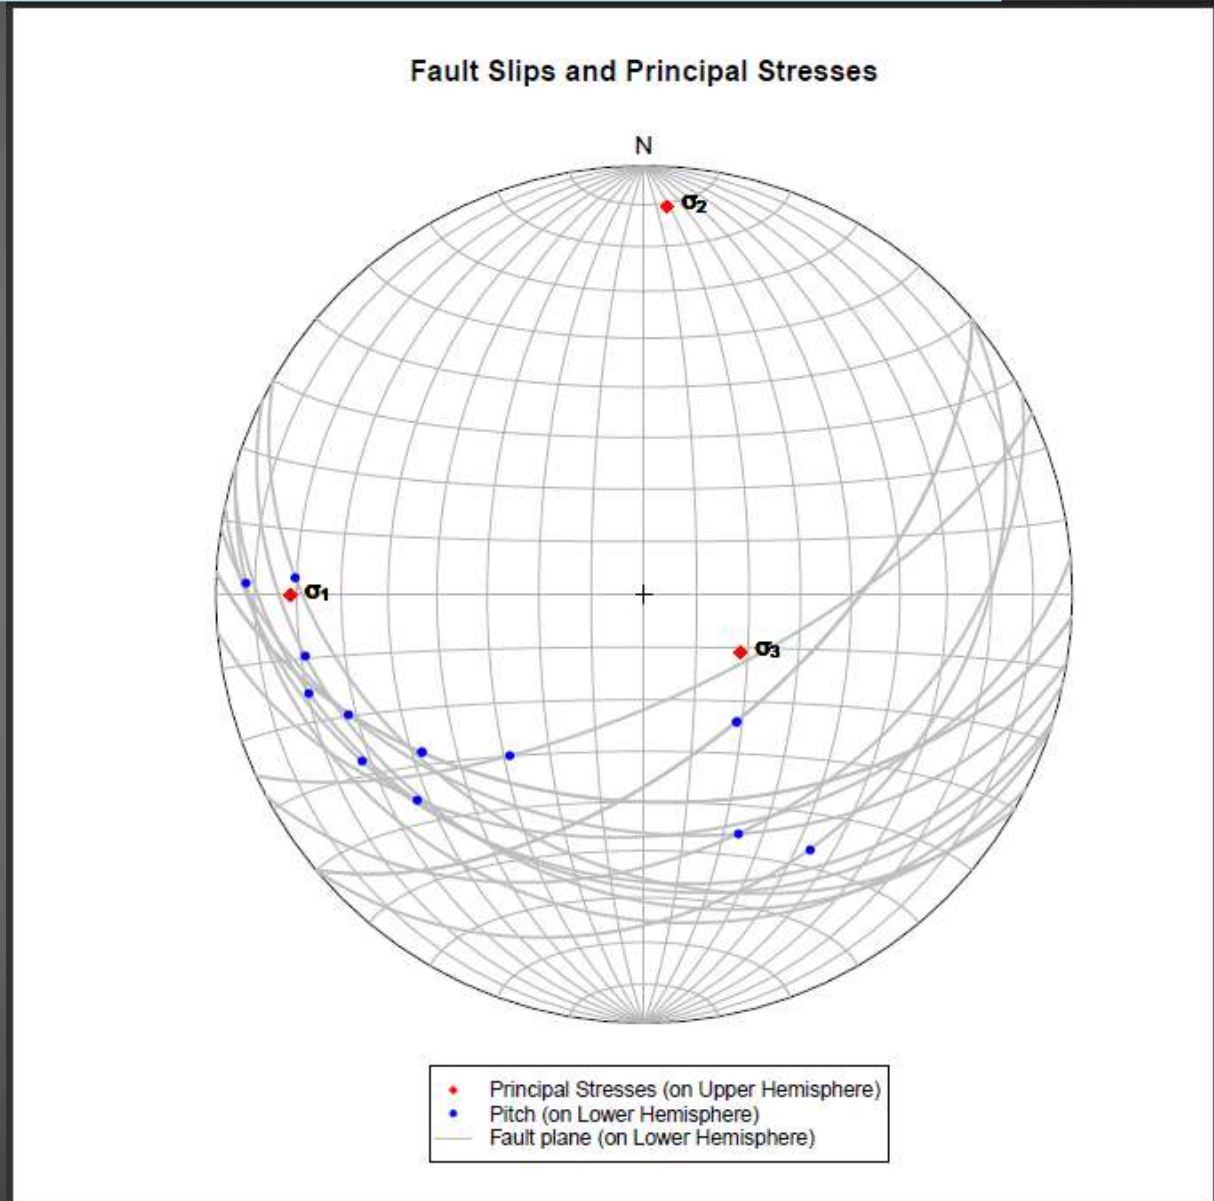 Fault Slips and Principal Stresses
N
σ₂
σ₁
σ₃
Principal Stresses (on Upper Hemisphere)
Pitch (on Lower Hemisphere)
Fault plane (on Lower Hemisphere)